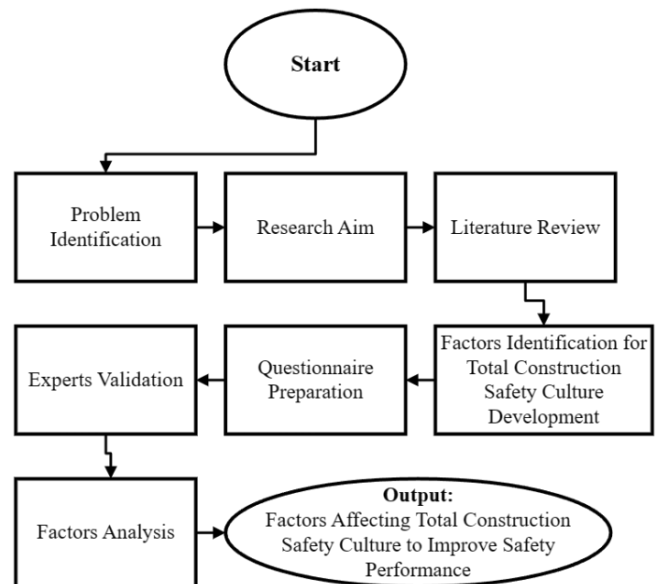 Start
Problem
Identification
Research Aim
Literature Review
Factors Identification for
Total Construction
Safety Culture
Development
Questionnaire
Preparation
Experts Validation
Factors Analysis
Output:
Factors Affecting Total Construction
Safety Culture to Improve Safety
Performance